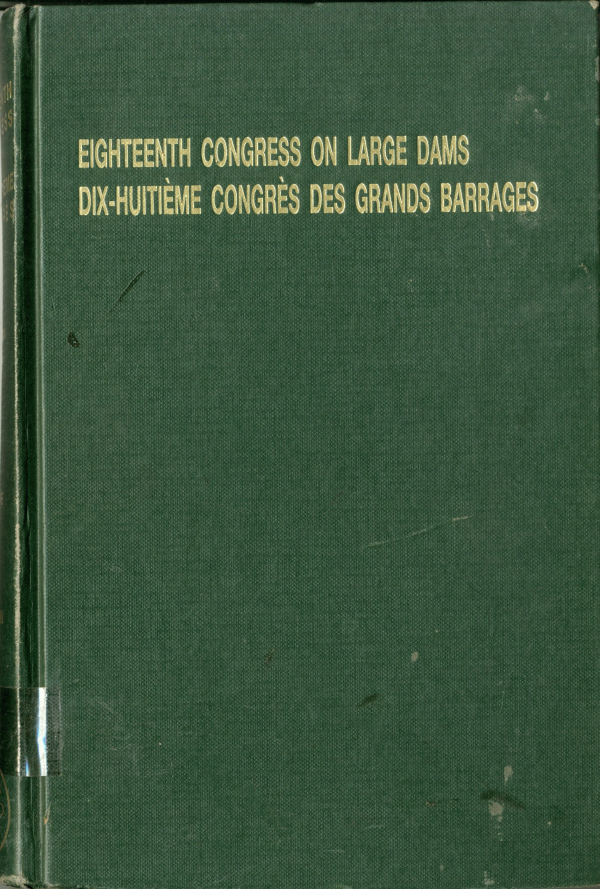 EIGHTEENTH CONGRESS ON LARGE DAMS
DIX-HUITIÈME CONGRÈS DES GRANDS BARRAGES